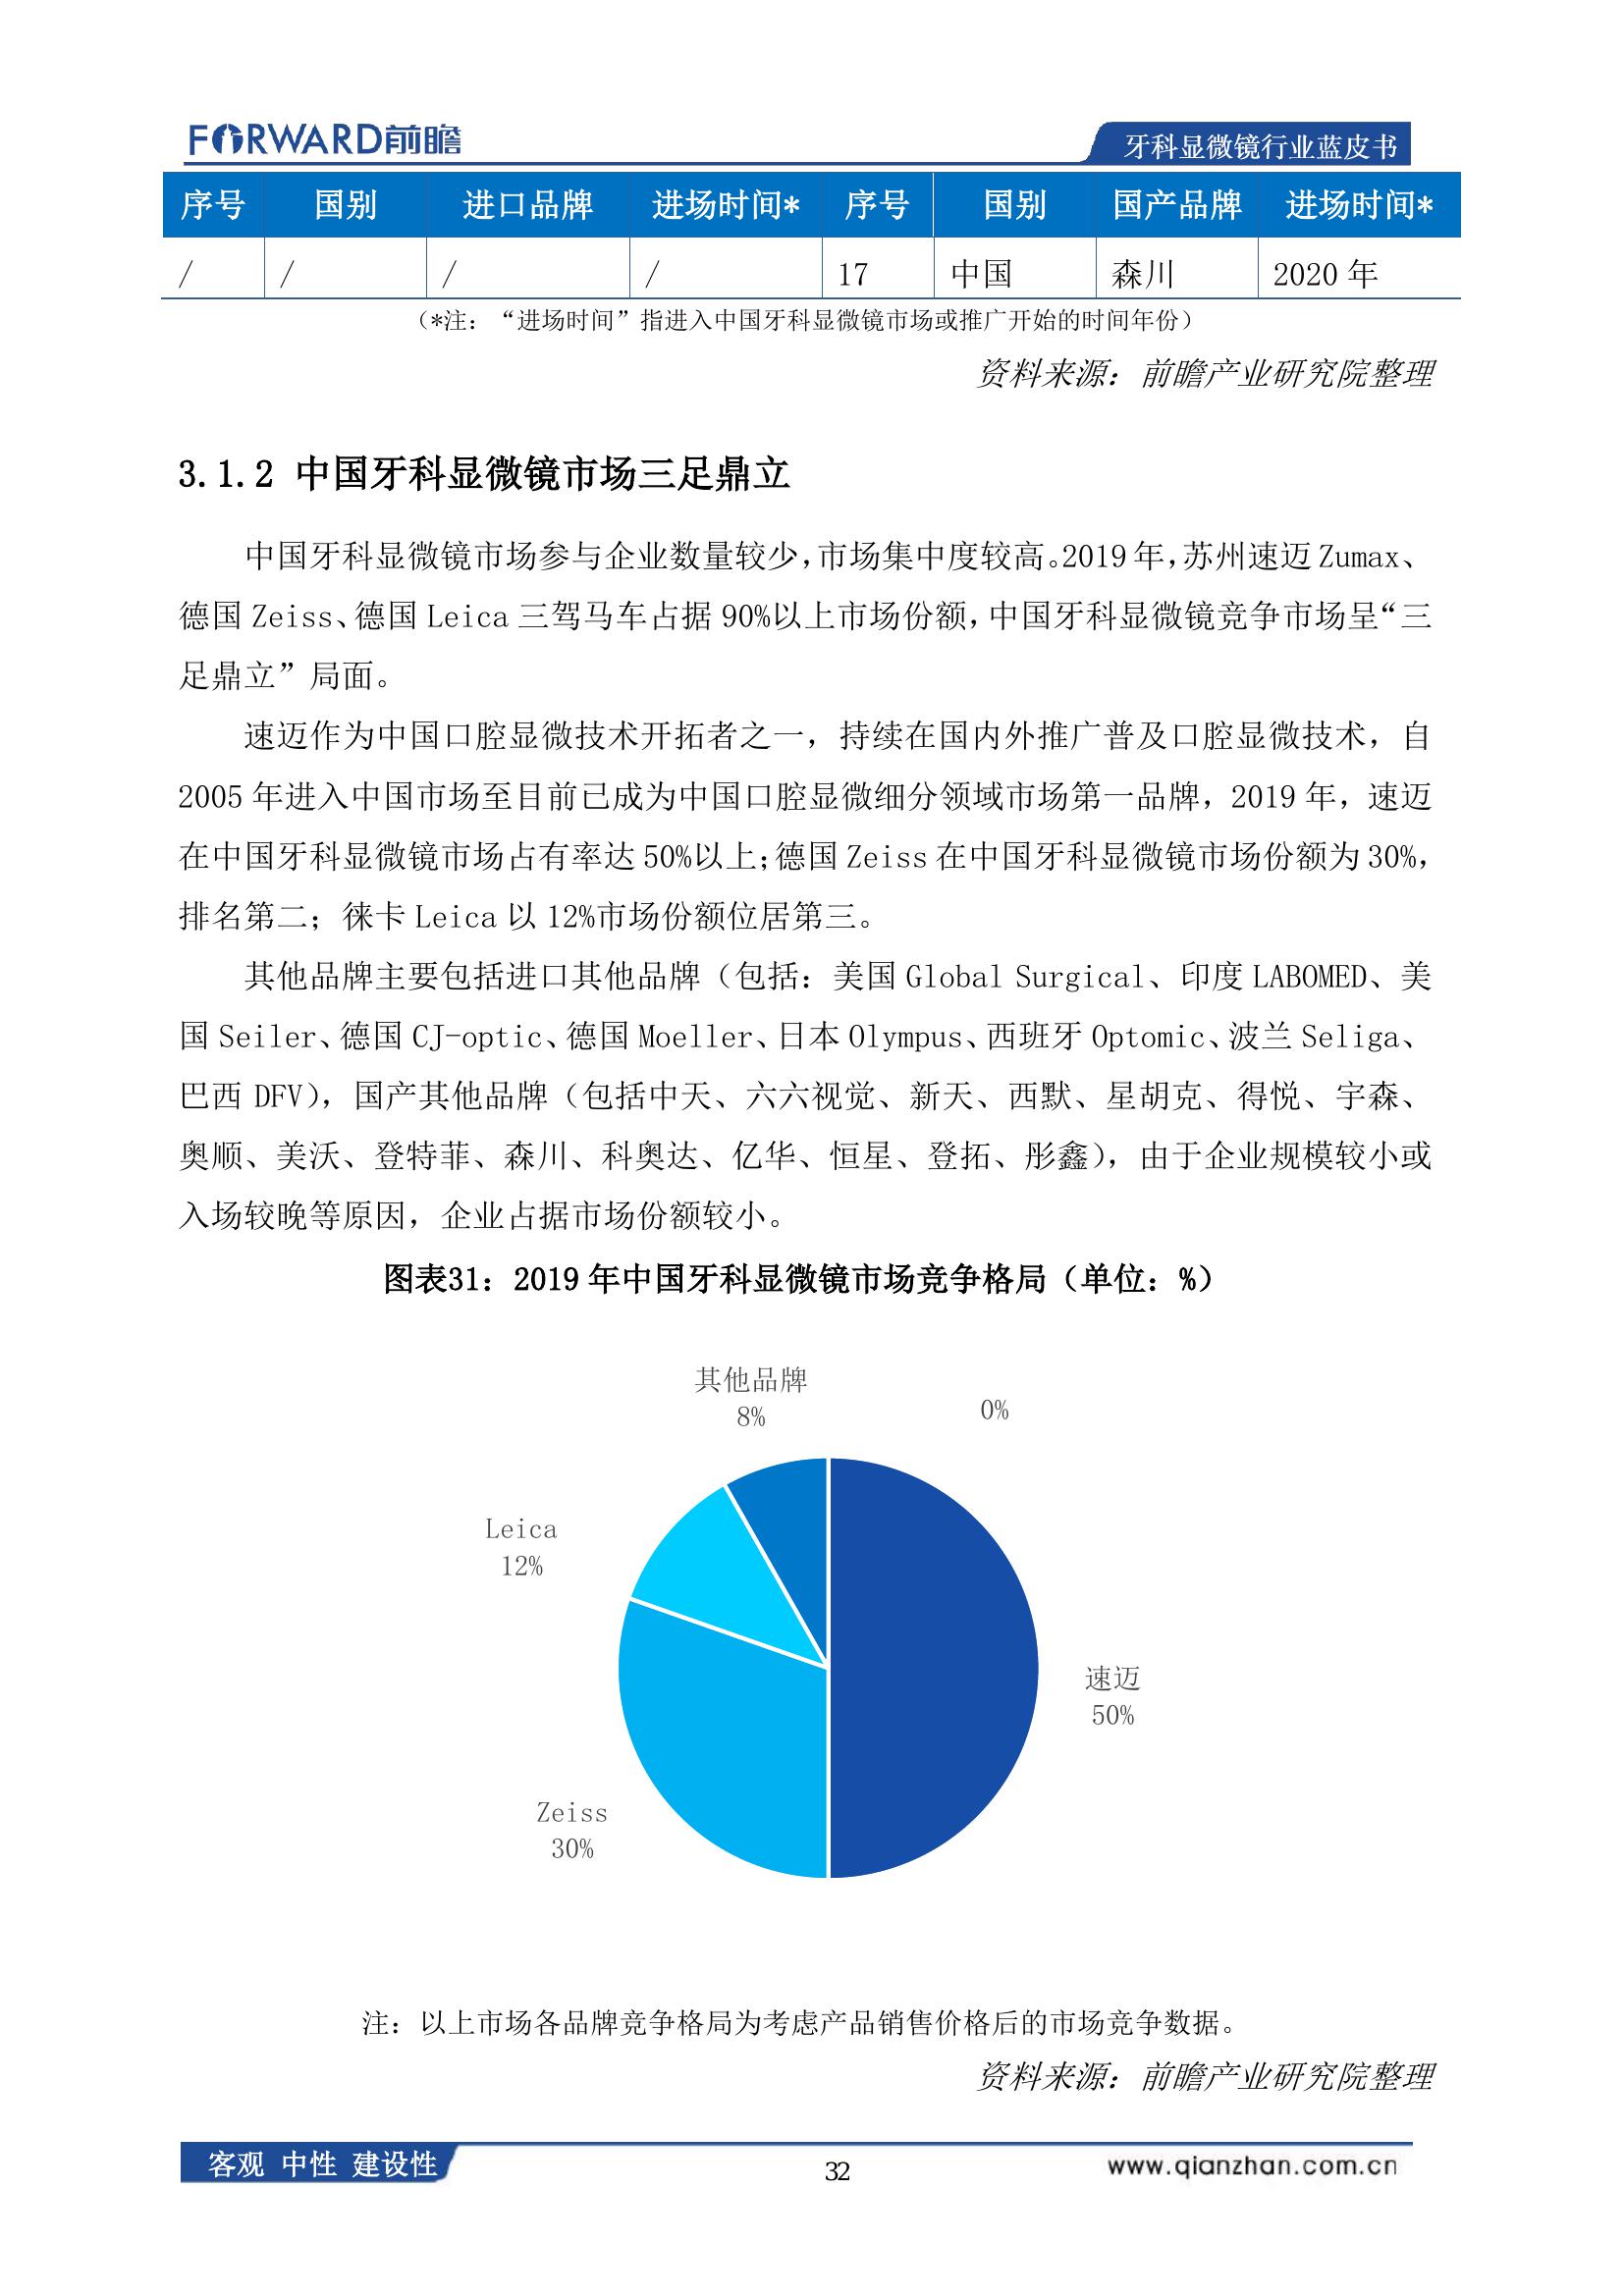 FORWARD前瞻
牙科显微镜行业蓝皮书
序号 国别 进口品牌 进场时间* 序号 国别 国产品牌 进场时间*
/ / / / 17 中国 森川 2020 年
（*注：“进场时间”指进入中国牙科显微镜市场或推广开始的时间年份）
资料来源：前瞻产业研究院整理
3.1.2 中国牙科显微镜市场三足鼎立
中国牙科显微镜市场参与企业数量较少，市场集中度较高。2019 年，苏州速迈 Zumax、
德国 Zeiss、德国 Leica 三驾马车占据 90%以上市场份额，中国牙科显微镜竞争市场呈“三
足鼎立”局面。
速迈作为中国口腔显微技术开拓者之一，持续在国内外推广普及口腔显微技术，自
2005 年进入中国市场至目前已成为中国口腔显微细分领域市场第一品牌，2019 年，速迈
在中国牙科显微镜市场占有率达 50%以上；德国 Zeiss 在中国牙科显微镜市场份额为 30%，
排名第二；徕卡 Leica 以 12%市场份额位居第三。
其他品牌主要包括进口其他品牌（包括：美国 Global Surgical、印度 LABOMED、美
国 Seiler、德国 CJ-optic、德国 Moeller、日本 Olympus、西班牙 Optomic、波兰 Seliga、
巴西 DFV），国产其他品牌（包括中天、六六视觉、新天、西默、星胡克、得悦、宇森、
奥顺、美沃、登特菲、森川、科奥达、亿华、恒星、登拓、彤鑫），由于企业规模较小或
入场较晚等原因，企业占据市场份额较小。
图表31：2019 年中国牙科显微镜市场竞争格局（单位：%）
其他品牌
8%
0%
Leica
12%
速迈
50%
Zeiss
30%
注：以上市场各品牌竞争格局为考虑产品销售价格后的市场竞争数据。
资料来源：前瞻产业研究院整理
客观 中性 建设性
32
www.qianzhan.com.cn